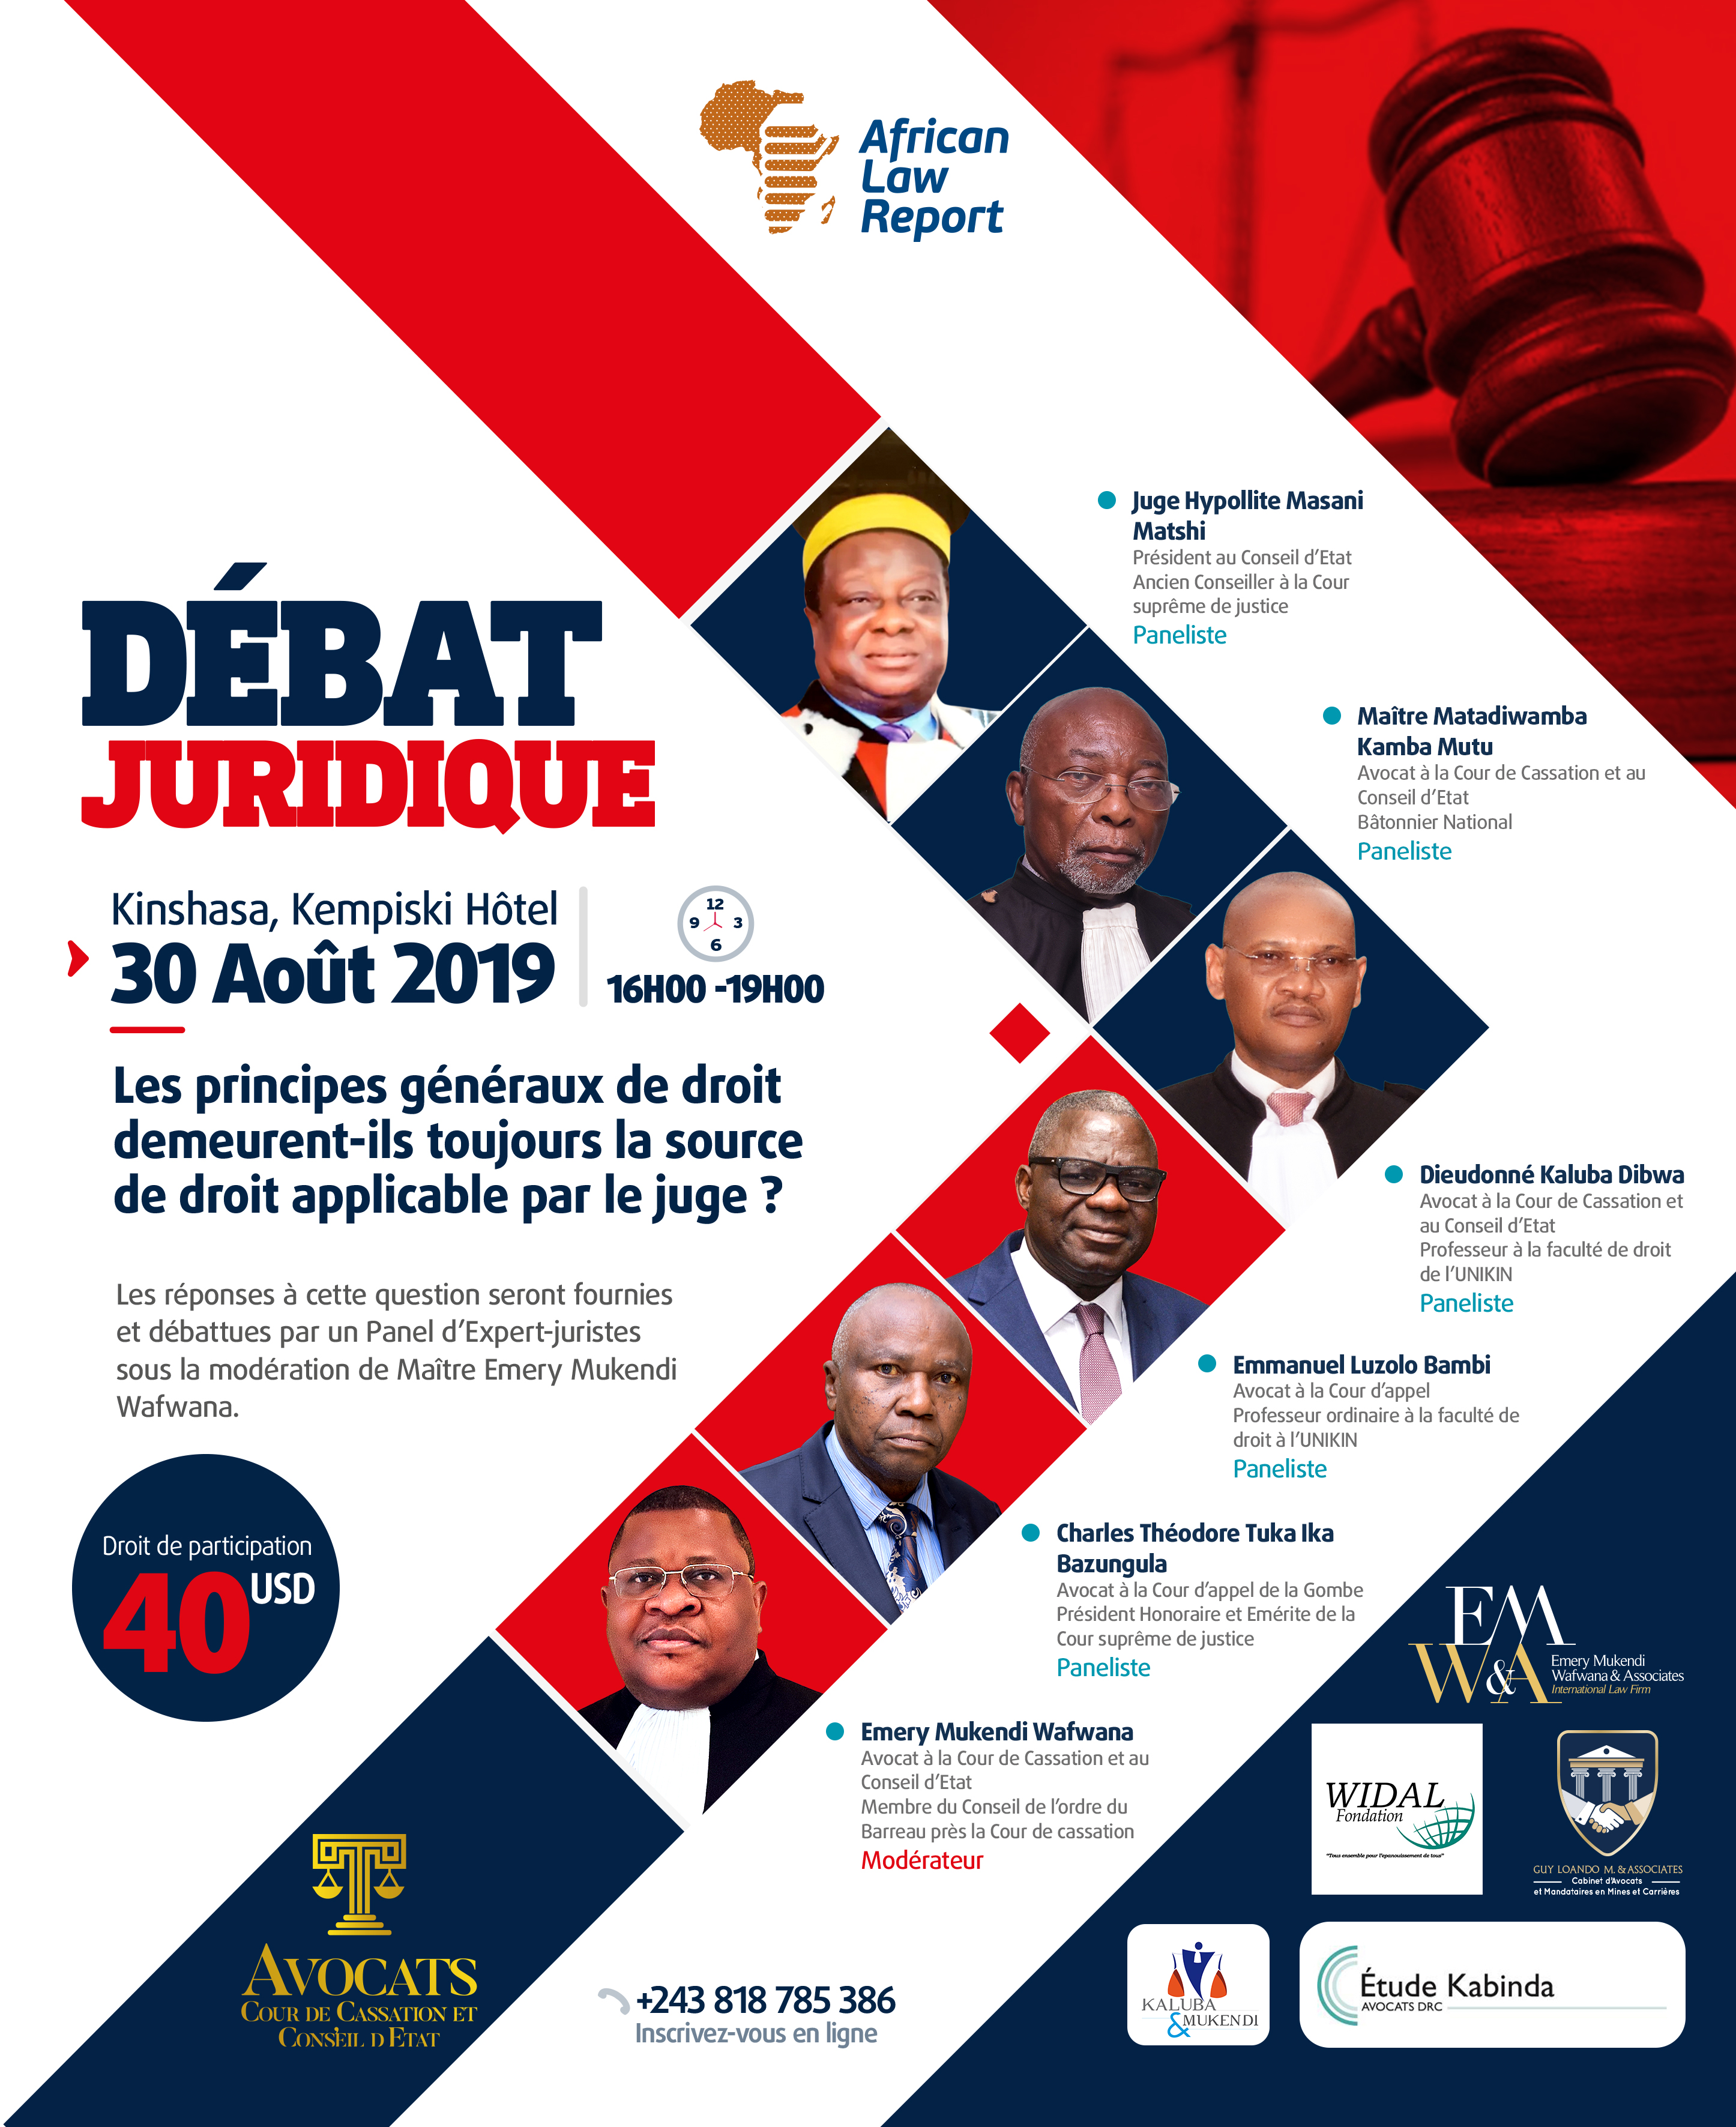 African
Law
Report
DÉBAT
JURIDIQUE
Kinshasa, Kempiski Hôtel
30 Août 2019
12
9
3
6
16H00 -19H00
Les principes généraux de droit
demeurent-ils toujours la source
de droit applicable par le juge ?
Les réponses à cette question seront fournies
et débattues par un Panel d’Expert-juristes
sous la modération de Maître Emery Mukendi
Wafwana.
Droit de participation
40 USD
Juge Hypollite Masani
Matshi
Président au Conseil d’Etat
Ancien Conseiller à la Cour
suprême de justice
Paneliste
Maître Matadiwamba
Kamba Mutu
Avocat à la Cour de Cassation et au
Conseil d’Etat
Bâtonnier National
Paneliste
Dieudonné Kaluba Dibwa
Avocat à la Cour de Cassation et
au Conseil d’Etat
Professeur à la faculté de droit
de l’UNIKIN
Paneliste
Emmanuel Luzolo Bambi
Avocat à la Cour d’appel
Professeur ordinaire à la faculté de
droit à l’UNIKIN
Paneliste
Charles Théodore Tuka Ika
Bazungula
Avocat à la Cour d’appel de la Gombe
Président Honoraire et Emérite de la
Cour suprême de justice
Paneliste
Emery Mukendi Wafwana
Avocat à la Cour de Cassation et au
Conseil d’Etat
Membre du Conseil de l’ordre du
Barreau près la Cour de cassation
Modérateur
AVOCATS
COUR DE CASSATION ET
CONSEIL D ETAT
+243 818 785 386
Inscrivez-vous en ligne
EM
W&A
Emery Mukendi
Wafwana & Associates
International Law Firm
WIDAL
Fondation
"Tous ensemble pour l'epanouissement de tous"
GUY LOANDO M. & ASSOCIATES
Cabinet d'Avocats
et Mandataires en Mines et Carrières
KALUBA
&MUKENDI
Étude Kabinda
AVOCATS DRC